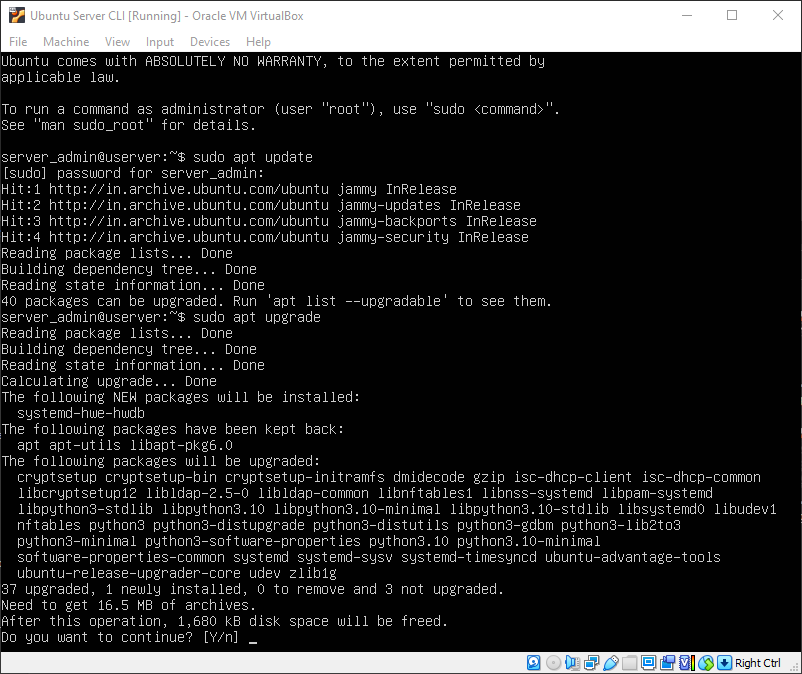 Ubuntu Server CLI [Running] - Oracle VM VirtualBox
File Machine View Input Devices Help
Ubuntu comes with ABSOLUTELY NO WARRANTY, to the extent permitted by
applicable law.
To run a command as administrator (user "root"), use "sudo <command>".
See "man sudo_root" for details.
server_admin@userver:~$ sudo apt update
[sudo] password for server_admin:
Hit:1 http://in.archive.ubuntu.com/ubuntu jammy InRelease
Hit:2 http://in.archive.ubuntu.com/ubuntu jammy-updates InRelease
Hit:3 http://in.archive.ubuntu.com/ubuntu jammy-backports InRelease
Hit:4 http://in.archive.ubuntu.com/ubuntu jammy-security InRelease
Reading package lists... Done
Building dependency tree... Done
Reading state information... Done
40 packages can be upgraded. Run 'apt list --upgradable' to see them.
server_admin@userver:~$ sudo apt upgrade
Reading package lists... Done
Building dependency tree... Done
Reading state information... Done
Calculating upgrade... Done
The following NEW packages will be installed:
  systemd-hwe-hwdb
The following packages have been kept back:
  apt apt-utils libapt-pkg6.0
The following packages will be upgraded:
  cryptsetup cryptsetup-bin cryptsetup-initramfs dmidecode gzip isc-dhcp-client isc-dhcp-common
  libcryptsetup12 libldap-2.5-0 libldap-common libnftables1 libnss-systemd libpam-systemd
  libpython3-stdlib libpython3.10 libpython3.10-minimal libpython3.10-stdlib libsystemd0 libudev1
  nftables python3 python3-distupgrade python3-distutils python3-gdbm python3-lib2to3
  python3-minimal python3-software-properties python3.10 python3.10-minimal
  software-properties-common systemd systemd-sysv systemd-timesyncd ubuntu-advantage-tools
  ubuntu-release-upgrader-core udev zlib1g
37 upgraded, 1 newly installed, 0 to remove and 3 not upgraded.
Need to get 16.5 MB of archives.
After this operation, 1,680 kB disk space will be freed.
Do you want to continue? [Y/n] _
Right Ctrl